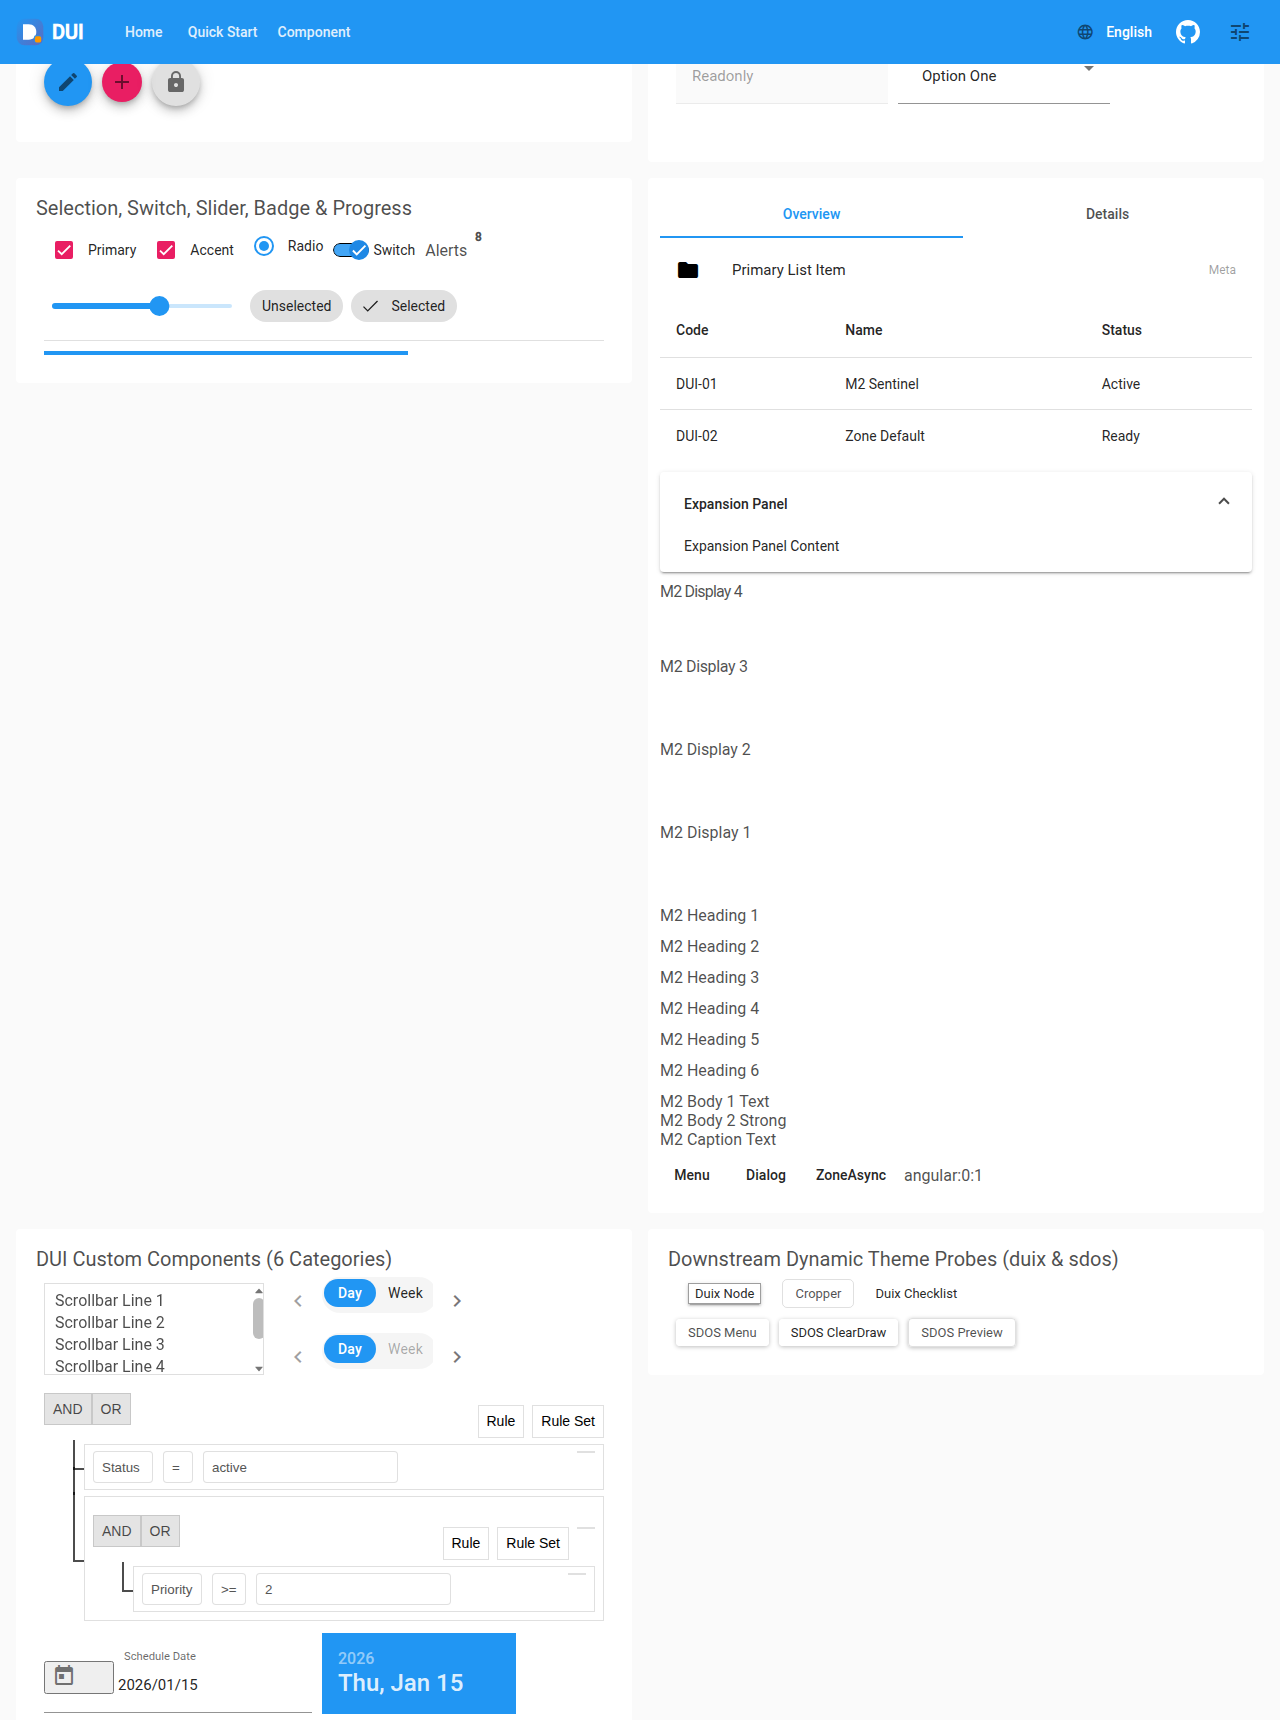 DUI Home Quick Start Component English
Readonly Option One
Selection, Switch, Slider, Badge & Progress
Primary Accent Radio Switch Alerts 8
Unselected Selected
Overview Details
Primary List Item Meta
Code Name Status
DUI-01 M2 Sentinel Active
DUI-02 Zone Default Ready
Expansion Panel
Expansion Panel Content
M2 Display 4
M2 Display 3
M2 Display 2
M2 Display 1
M2 Heading 1
M2 Heading 2
M2 Heading 3
M2 Heading 4
M2 Heading 5
M2 Heading 6
M2 Body 1 Text
M2 Body 2 Strong
M2 Caption Text
Menu Dialog ZoneAsync angular:0:1
DUI Custom Components (6 Categories)
Scrollbar Line 1
Scrollbar Line 2
Scrollbar Line 3
Scrollbar Line 4
Day Week
Day Week
AND OR
Rule Rule Set
Status = active
AND OR
Rule Rule Set
Priority >= 2
Schedule Date
2026/01/15
2026
Thu, Jan 15
Downstream Dynamic Theme Probes (duix & sdos)
Duix Node Cropper Duix Checklist
SDOS Menu SDOS ClearDraw SDOS Preview